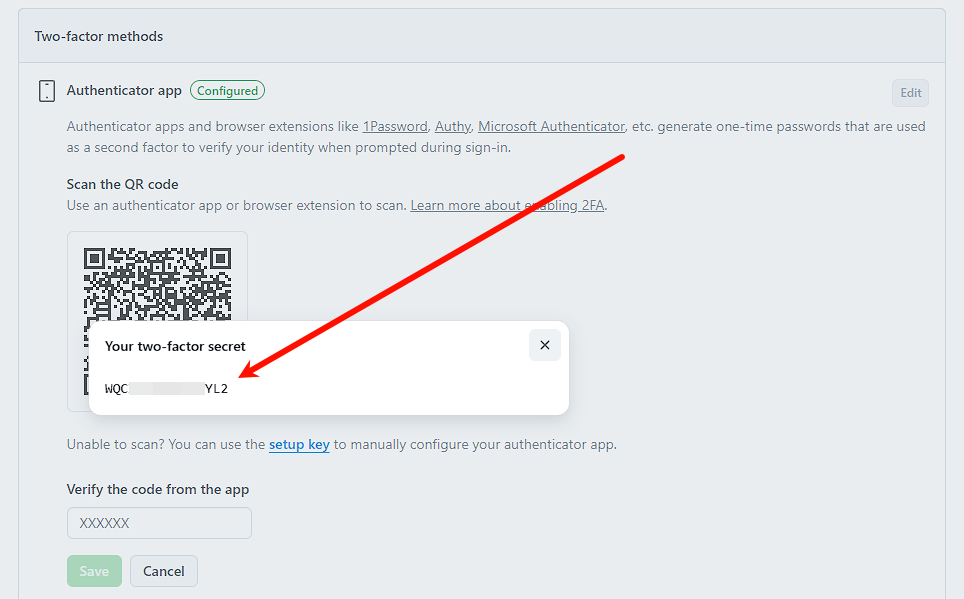 Two-factor methods
Authenticator app Configured
Edit
Authenticator apps and browser extensions like 1Password, Authy, Microsoft Authenticator, etc. generate one-time passwords that are used
as a second factor to verify your identity when prompted during sign-in.
Scan the QR code
Use an authenticator app or browser extension to scan. Learn more about enabling 2FA.
Your two-factor secret
WQC YL2
Unable to scan? You can use the setup key to manually configure your authenticator app.
Verify the code from the app
XXXXXX
Save Cancel